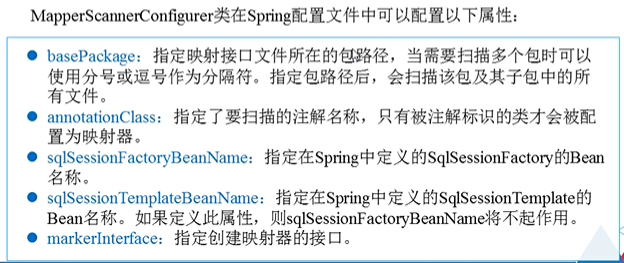 MapperScannerConfigurer类在Spring配置文件中可以配置以下属性：
basePackage：指定映射接口文件所在的包路径，当需要扫描多个包时可以
使用分号或逗号作为分隔符。指定包路径后，会扫描该包及其子包中的所
有文件。
annotationClass：指定了要扫描的注解名称，只有被注解标识的类才会被配
置为映射器。
sqlSessionFactoryBeanName：指定在Spring中定义的SqlSessionFactory的Bean
名称。
sqlSessionTemplateBeanName：指定在Spring中定义的SqlSessionTemplate的
Bean名称。如果定义此属性，则sqlSessionFactoryBeanName将不起作用。
markerInterface：指定创建映射器的接口。